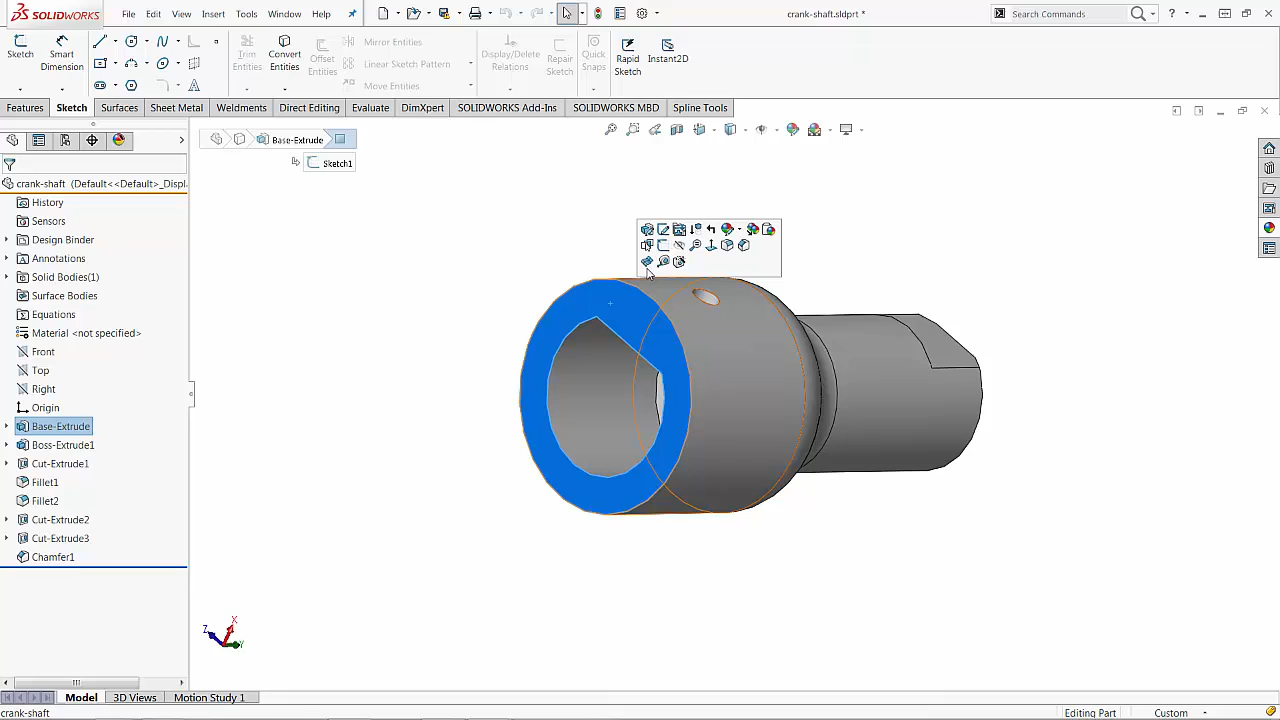 SOLIDWORKS
File Edit View Insert Tools Window Help
crank-shaft.sldprt *
Search Commands
?
Sketch
Smart Dimension
Trim Entities
Convert Entities
Offset Entities
Mirror Entities
Linear Sketch Pattern
Move Entities
Display/Delete Relations
Repair Sketch
Quick Snaps
Rapid Sketch
Instant2D
Features Sketch Surfaces Sheet Metal Weldments Direct Editing Evaluate DimXpert SOLIDWORKS Add-Ins SOLIDWORKS MBD Spline Tools
Base-Extrude
Sketch1
crank-shaft (Default<<Default>_Displ
History
Sensors
Design Binder
Annotations
Solid Bodies(1)
Surface Bodies
Equations
Material <not specified>
Front
Top
Right
Origin
Base-Extrude
Boss-Extrude1
Cut-Extrude1
Fillet1
Fillet2
Cut-Extrude2
Cut-Extrude3
Chamfer1
X
Z
Y
Model 3D Views Motion Study 1
crank-shaft
Editing Part
Custom